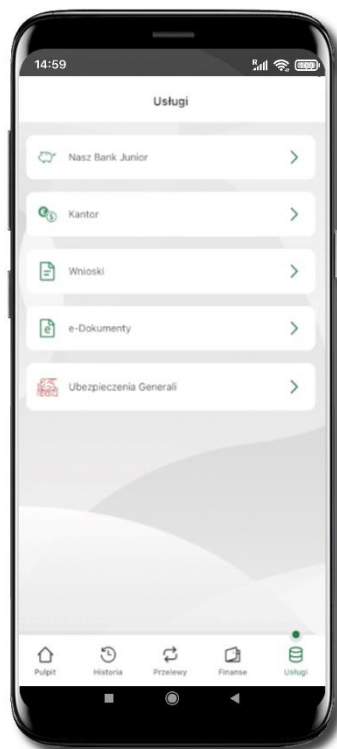 14:59
Usługi
Nasz Bank Junior
Kantor
Wnioski
e-Dokumenty
Ubezpieczenia Generali
Pulpit
Historia
Przelewy
Finanse
Usługi